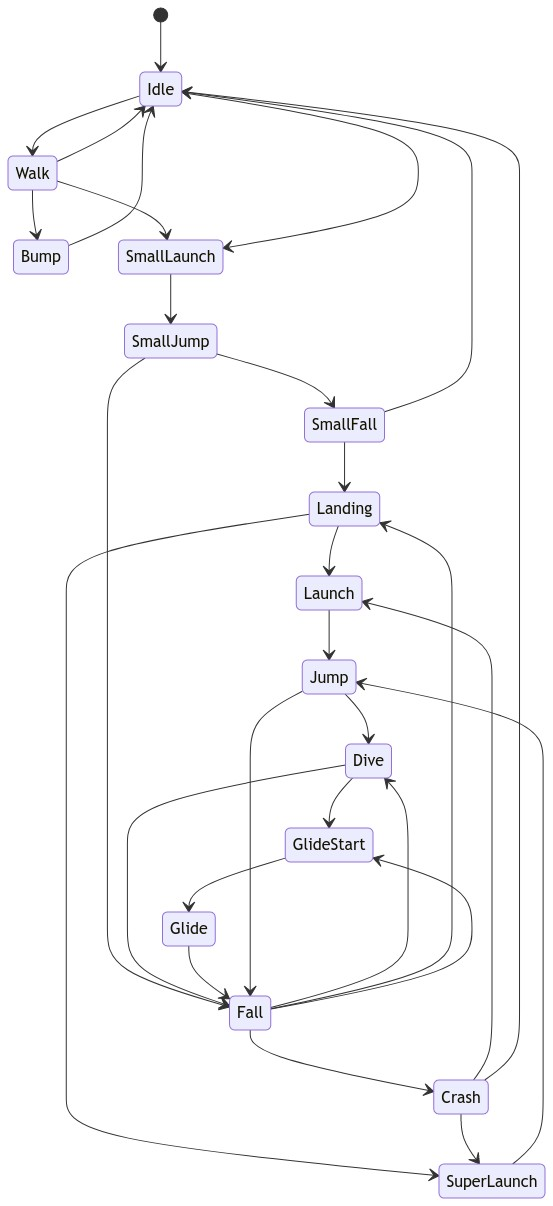 Idle
Walk
Bump
SmallLaunch
SmallJump
SmallFall
Landing
Launch
Jump
Dive
GlideStart
Glide
Fall
Crash
SuperLaunch